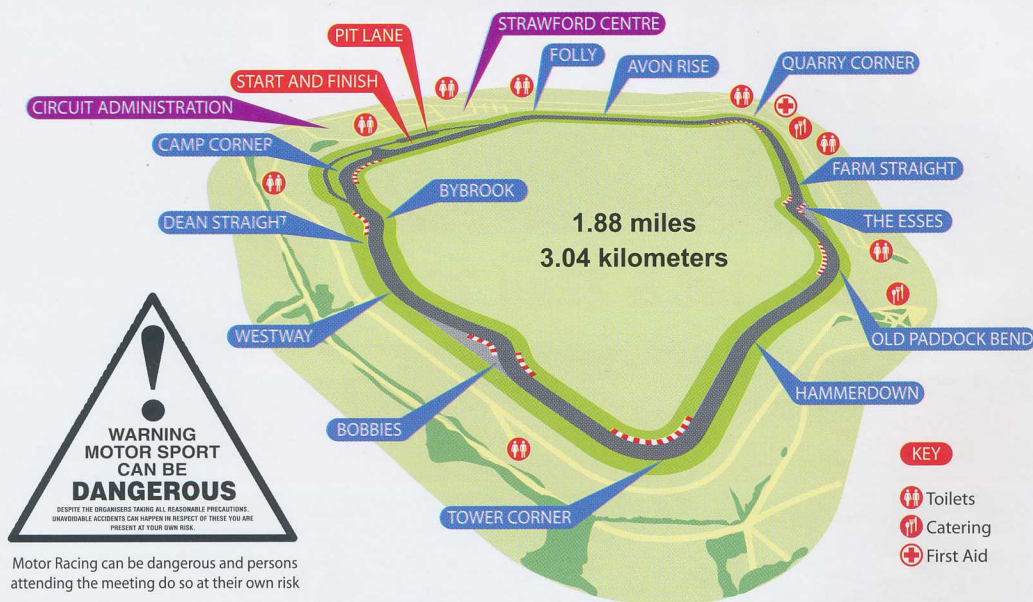 STRAWFORD CENTRE
PIT LANE
FOLLY
AVON RISE
QUARRY CORNER
START AND FINISH
CIRCUIT ADMINISTRATION
CAMP CORNER
FARM STRAIGHT
BYBROOK
DEAN STRAIGHT
THE ESSES
1.88 miles
3.04 kilometers
WESTWAY
OLD PADDOCK BEND
HAMMERDOWN
BOBBIES
TOWER CORNER
WARNING
MOTOR SPORT
CAN BE
DANGEROUS
DESPITE THE ORGANISERS TAKING ALL REASONABLE PRECAUTIONS.
UNAVOIDABLE ACCIDENTS CAN HAPPEN IN RESPECT OF THESE YOU ARE
PRESENT AT YOUR OWN RISK.
Motor Racing can be dangerous and persons
attending the meeting do so at their own risk
KEY
Toilets
Catering
First Aid